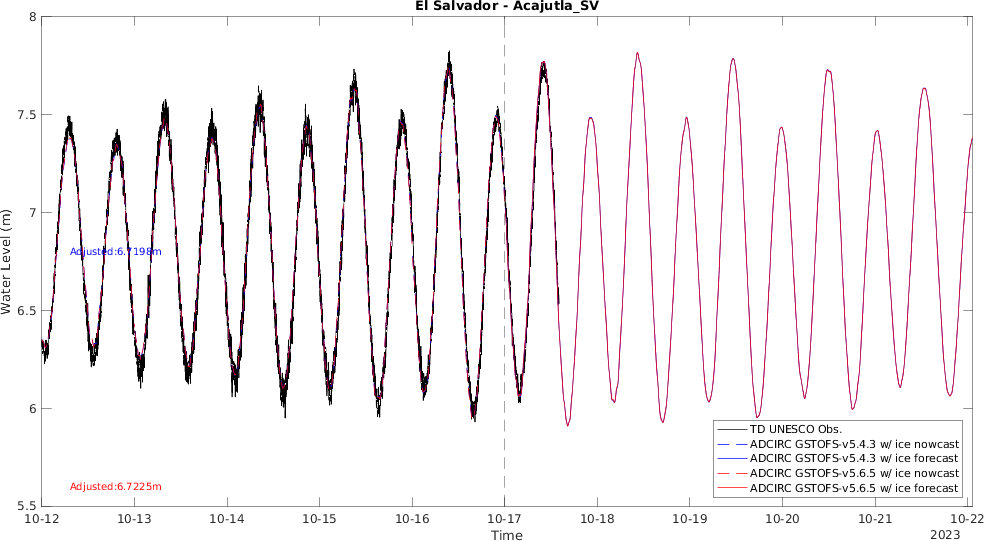 El Salvador - Acajutla_SV
8
7.5
7
6.5
6
5.5
Water Level (m)
Adjusted:6.7198m
Adjusted:6.7225m
TD UNESCO Obs.
ADCIRC GSTOFS-v5.4.3 w/ ice nowcast
ADCIRC GSTOFS-v5.4.3 w/ ice forecast
ADCIRC GSTOFS-v5.6.5 w/ ice nowcast
ADCIRC GSTOFS-v5.6.5 w/ ice forecast
10-12 10-13 10-14 10-15 10-16 10-17 10-18 10-19 10-20 10-21 10-22
Time
2023